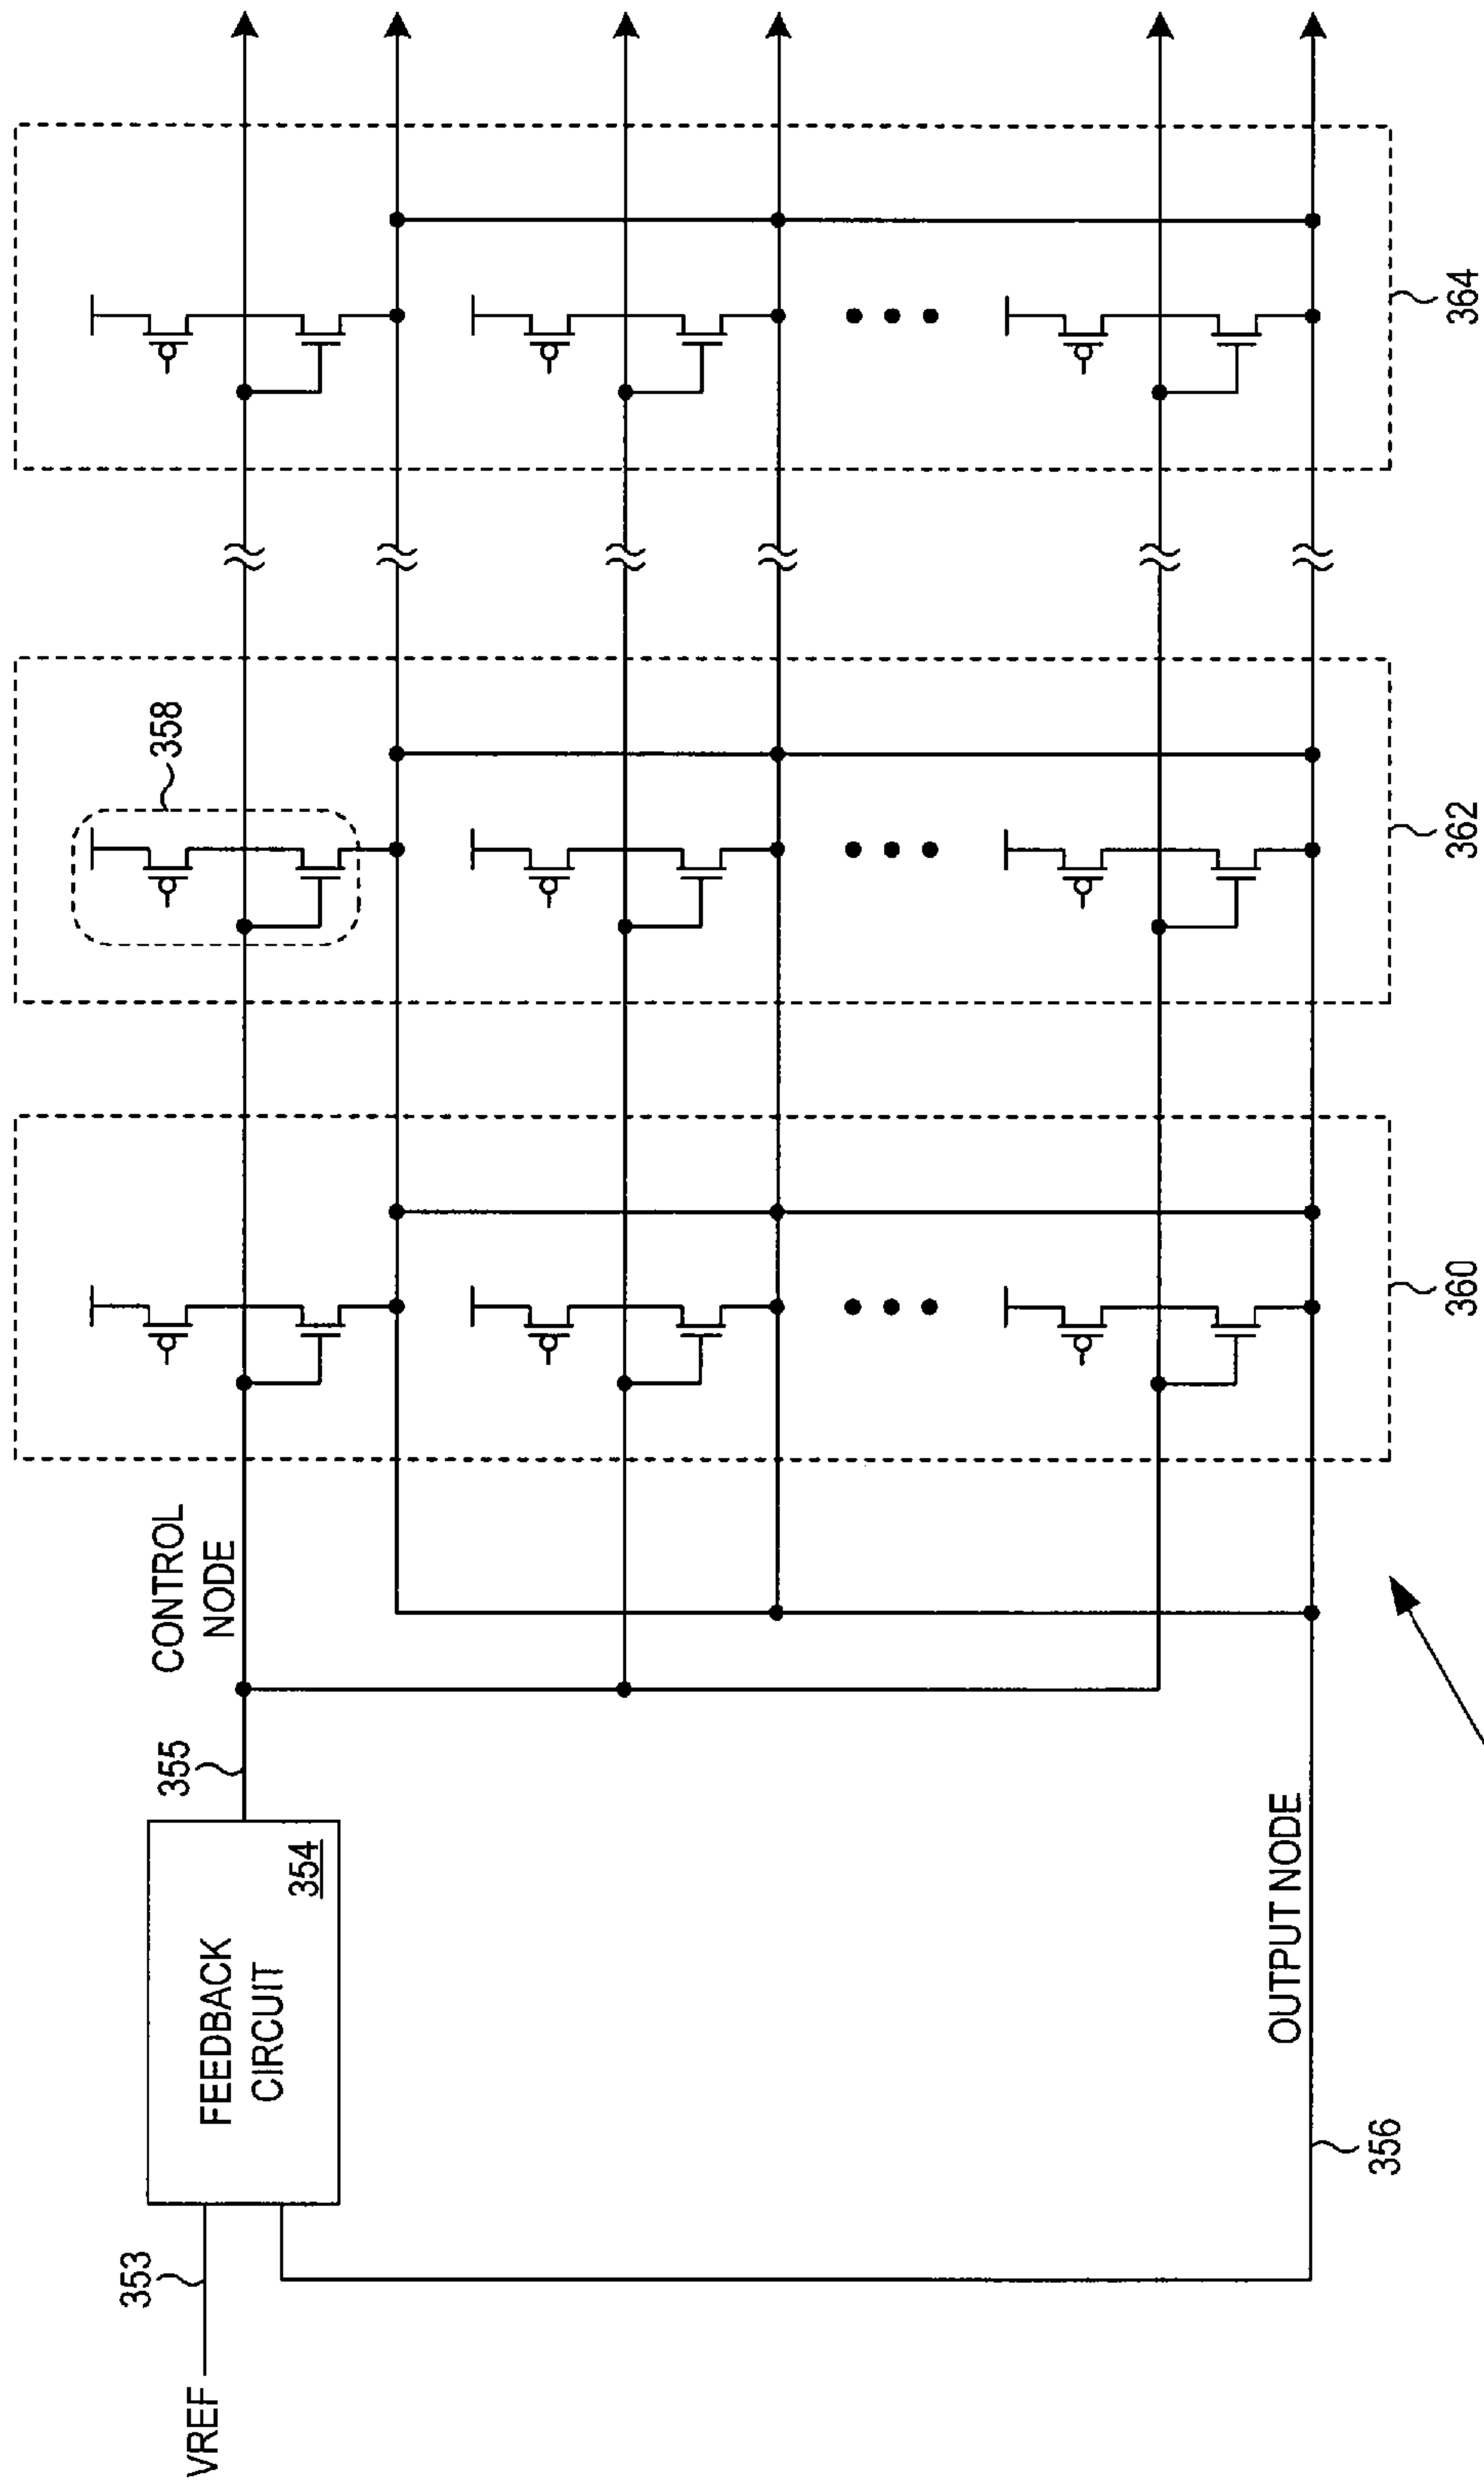 VREF
353
FEEDBACK
CIRCUIT
354
355
CONTROL
NODE
OUTPUT NODE
356
358
360
362
364